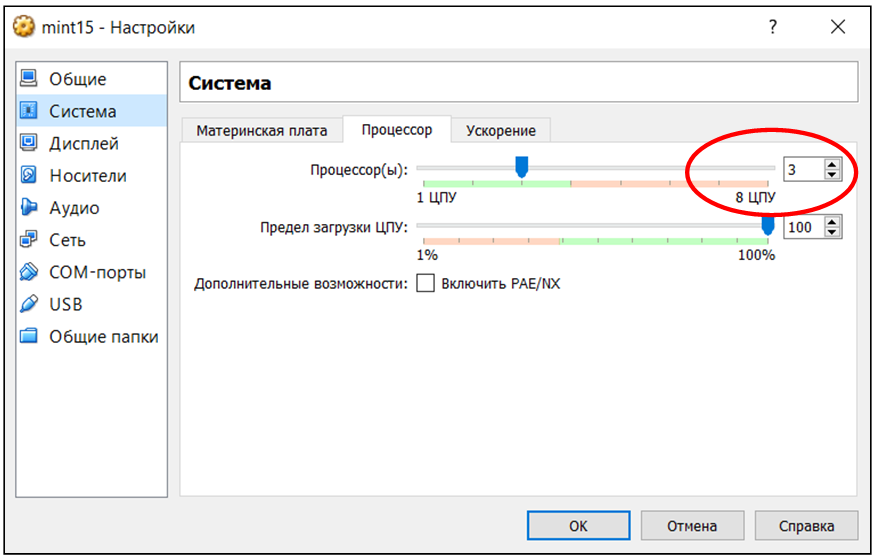 mint15 - Настройки
?
Общие
Система
Дисплей
Носители
Аудио
Сеть
COM-порты
USB
Общие папки
Система
Материнская плата
Процессор
Ускорение
Процессор(ы):
3
1 ЦПУ
8 ЦПУ
Предел загрузки ЦПУ:
100
1%
100%
Дополнительные возможности:
Включить PAE/NX
OK
Отмена
Справка